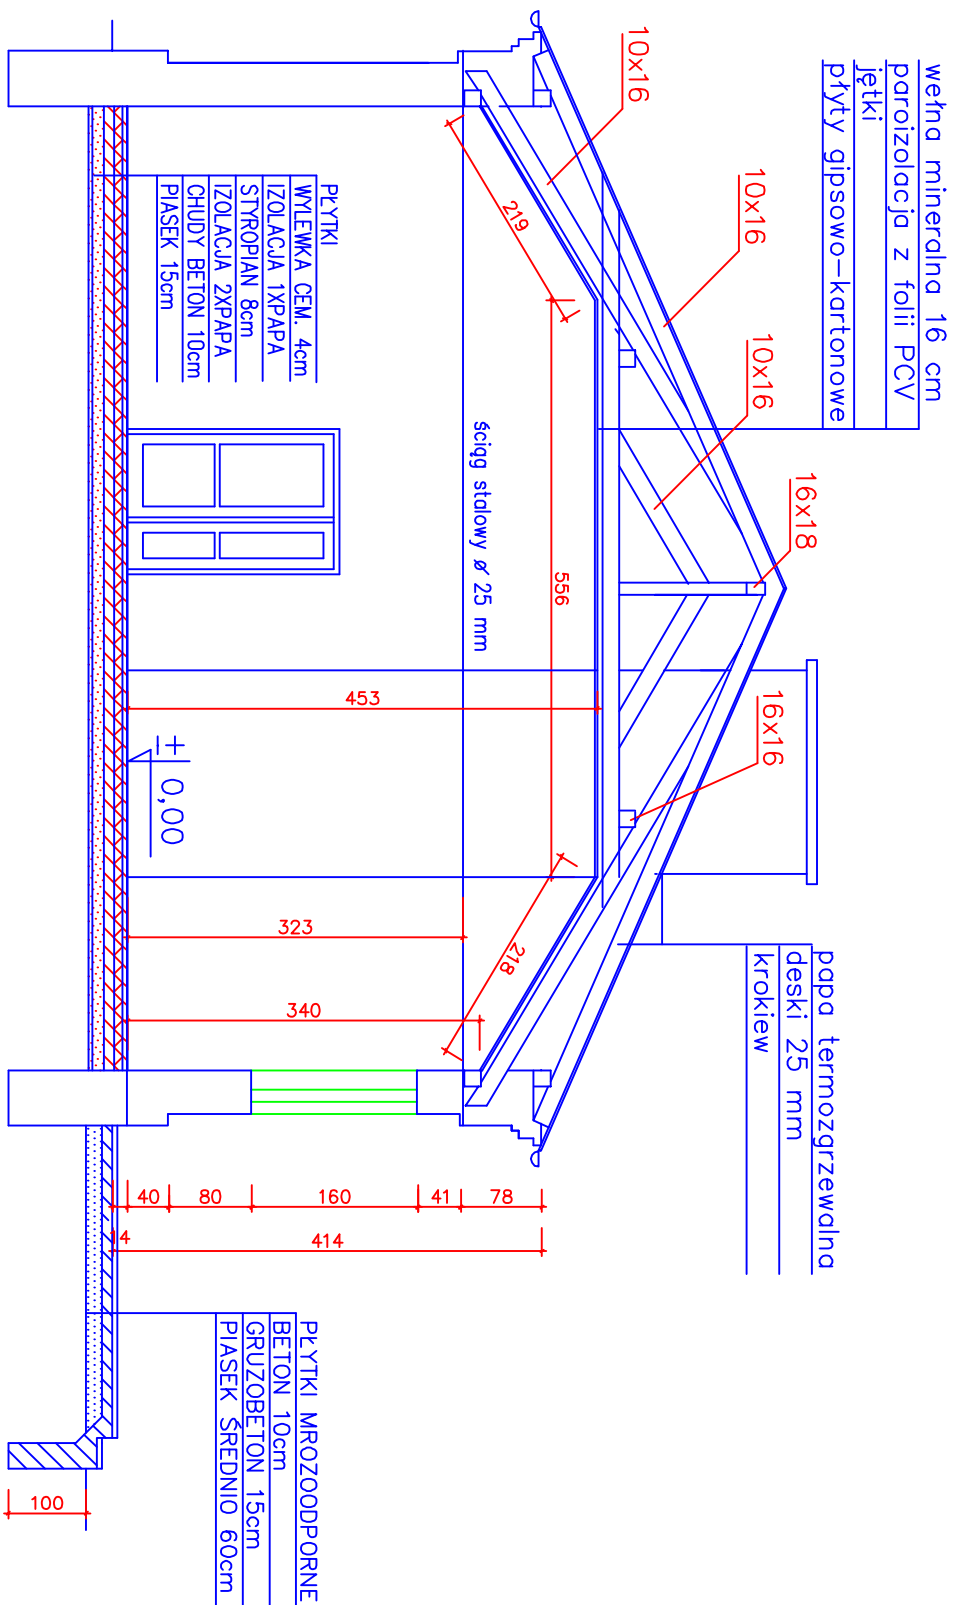 wełna mineralna 16 cm
paroizolacja z folii PCV
jętki
płyty gipsowo-kartonowe
10x16
10x16
10x16
16x18
16x16
papa termozgrzewalna
deski 25 mm
krokiew
219
556
218
ściąg stalowy ø 25 mm
453
323
340
± 0,00
PŁYTKI
WYLEWKA CEM. 4cm
IZOLACJA 1XPAPA
STYROPIAN 8cm
IZOLACJA 2XPAPA
CHUDY BETON 10cm
PIASEK 15cm
40
80
160
41
78
14
414
PŁYTKI MROZOODPORNE
BETON 10cm
GRUZOBETON 15cm
PIASEK ŚREDNIO 60cm
100